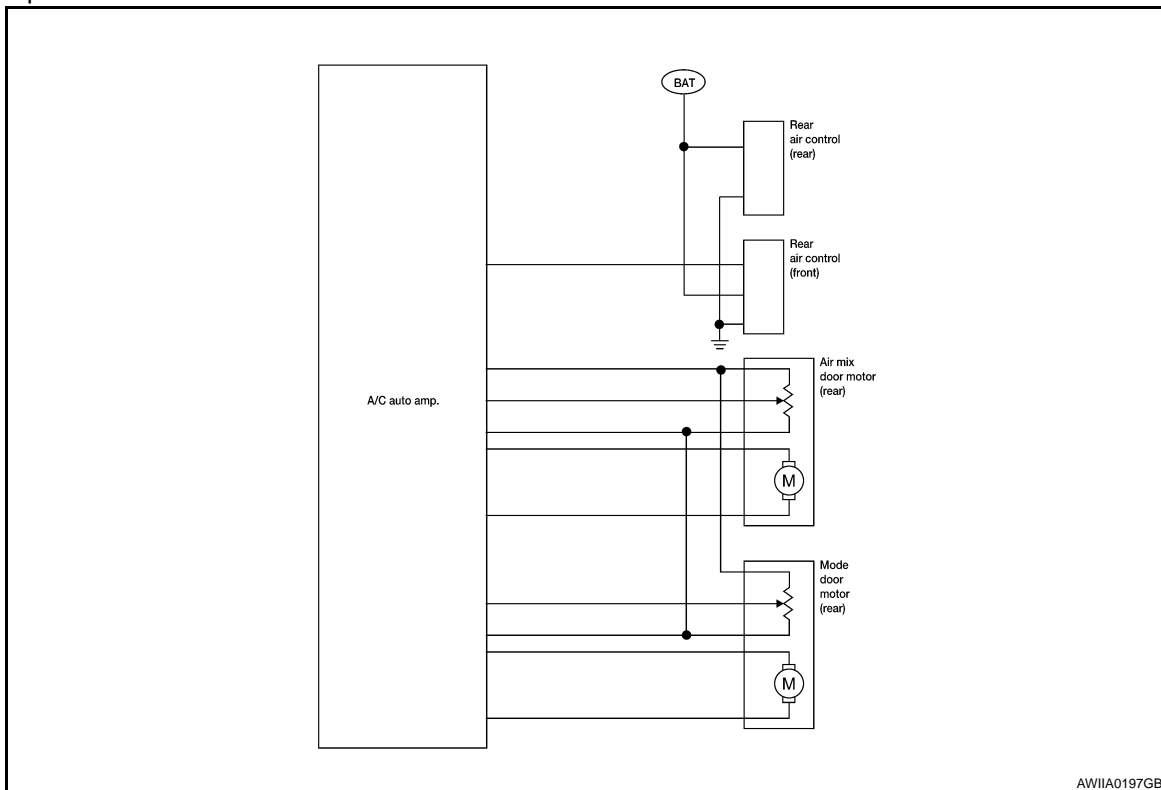 BAT
Rear
air control
(rear)
Rear
air control
(front)
Air mix
door motor
(rear)
A/C auto amp.
M
Mode
door
motor
(rear)
M
AWIIA0197GB